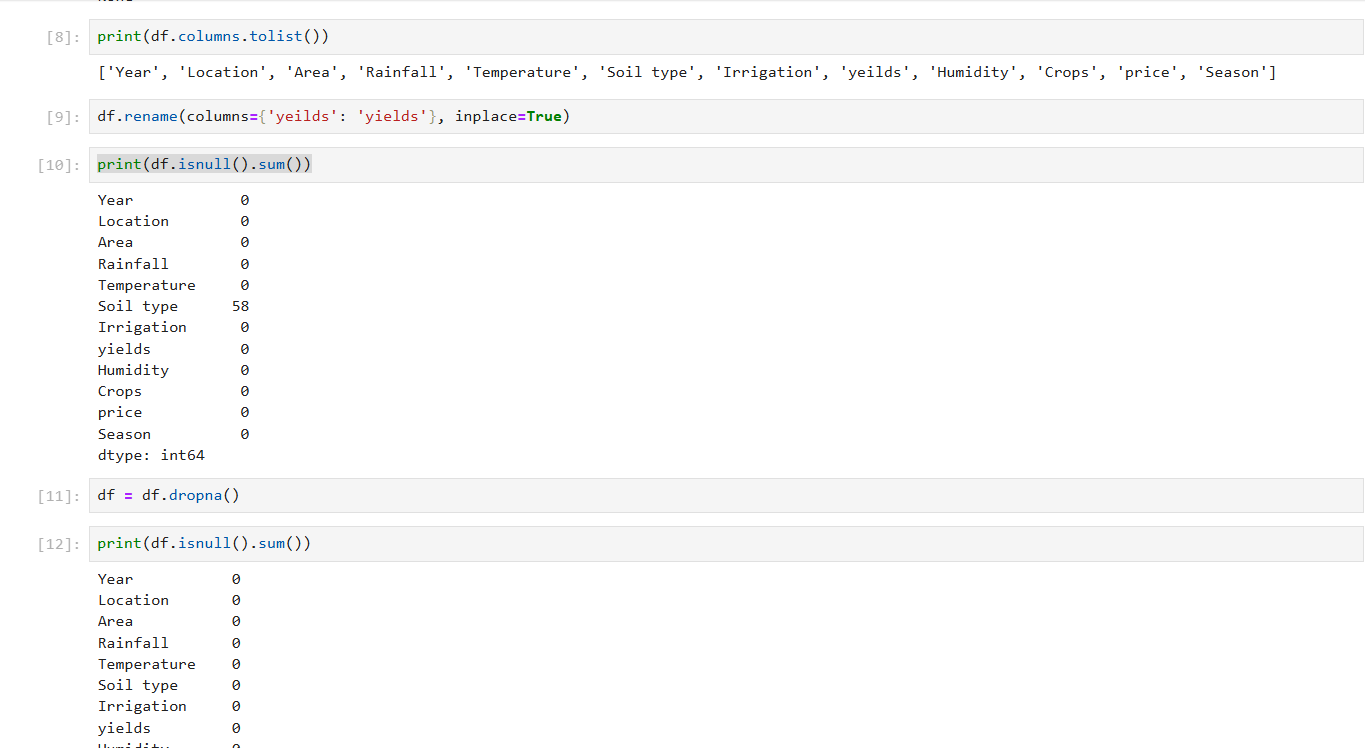 [8]: print(df.columns.tolist())
['Year', 'Location', 'Area', 'Rainfall', 'Temperature', 'Soil type', 'Irrigation', 'yeilds', 'Humidity', 'Crops', 'price', 'Season']
[9]: df.rename(columns={'yeilds': 'yields'}, inplace=True)
[10]: print(df.isnull().sum())
Year 0
Location 0
Area 0
Rainfall 0
Temperature 0
Soil type 58
Irrigation 0
yields 0
Humidity 0
Crops 0
price 0
Season 0
dtype: int64
[11]: df = df.dropna()
[12]: print(df.isnull().sum())
Year 0
Location 0
Area 0
Rainfall 0
Temperature 0
Soil type 0
Irrigation 0
yields 0
Humidity 0